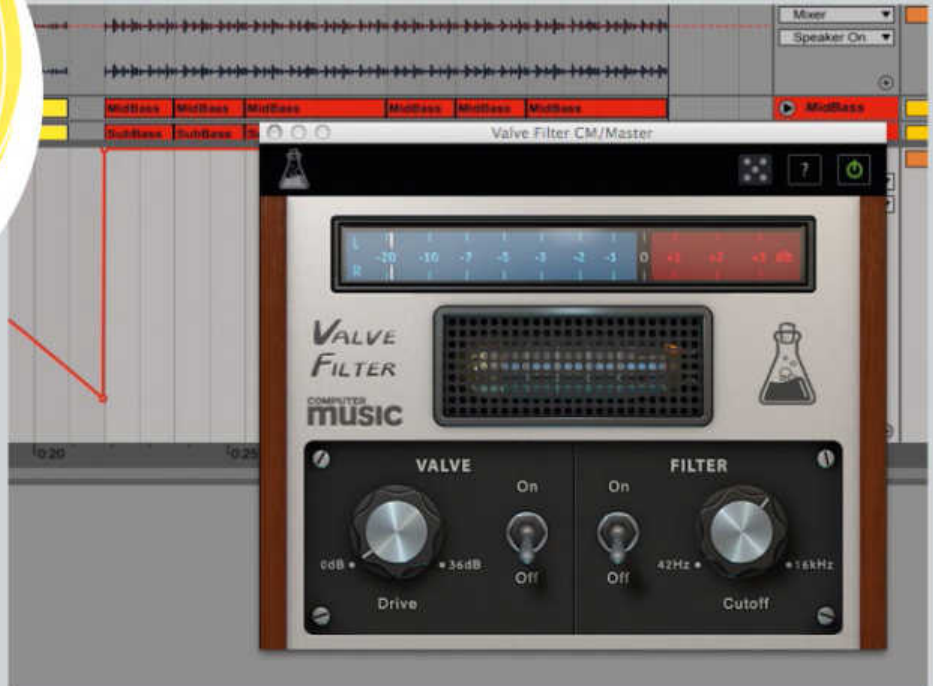 Mixer
Speaker On
MidBass MidBass MidBass MidBass MidBass MidBass
MidBass
SubBass SubBass
Valve Filter CM/Master
?
L -20 -10 -7 -5 -3 -2 -1 0 +1 +2 +3 dB
R
VALVE
FILTER
COMPUTER
MUSIC
VALVE FILTER
On On
0dB 36dB 42Hz 16kHz
Off Off
Drive Cutoff
0:20 0:25